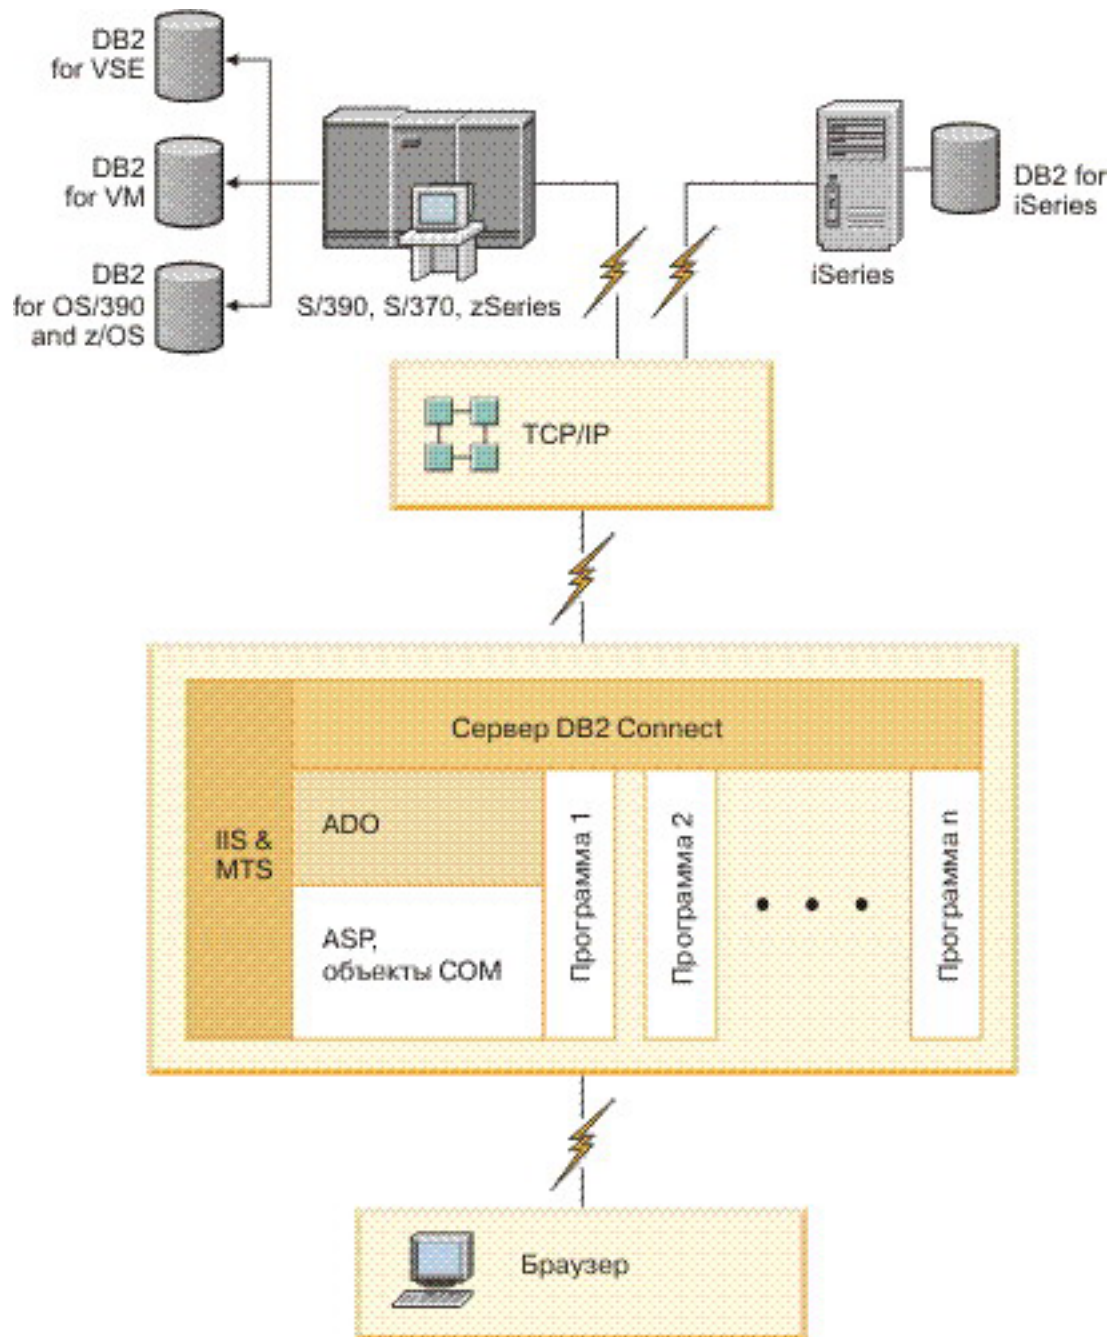 DB2
for VSE
DB2
for VM
DB2
for OS/390
and z/OS
S/390, S/370, zSeries
iSeries
DB2 for
iSeries
TCP/IP
Сервер DB2 Connect
IIS &
MTS
ADO
ASP,
объекты COM
Программа 1
Программа 2
Программа n
Браузер